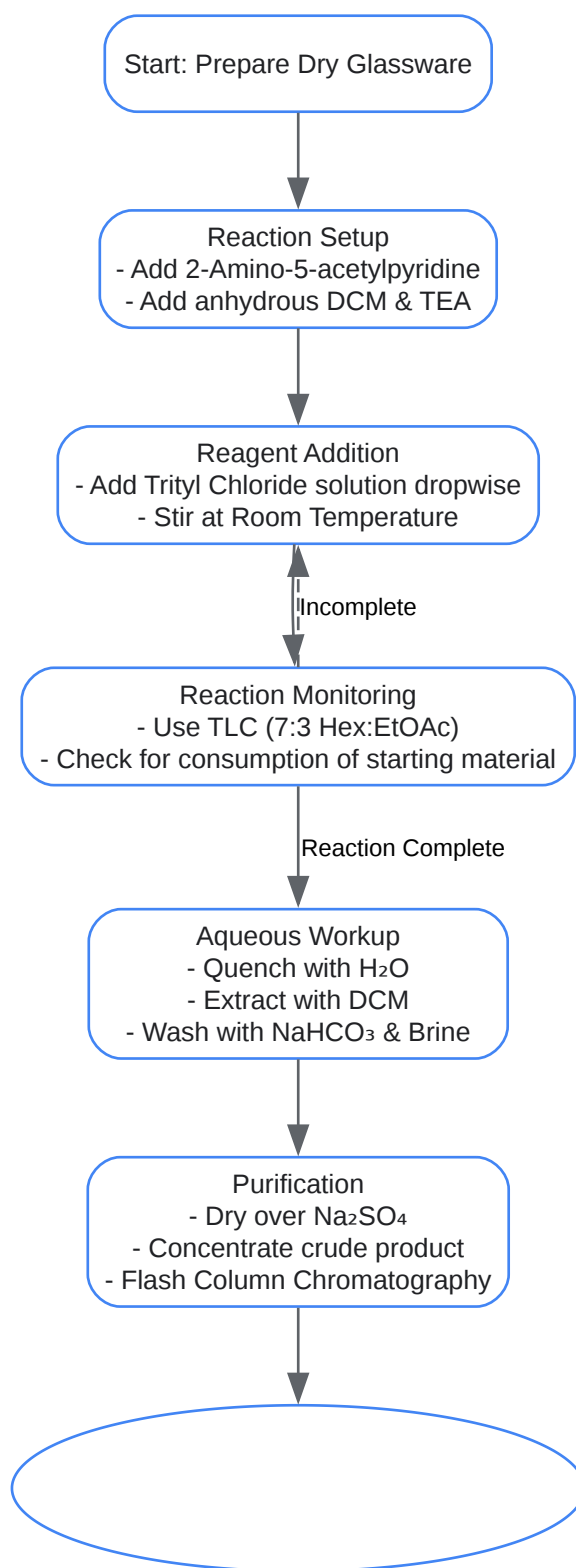 Start: Prepare Dry Glassware
Reaction Setup
- Add 2-Amino-5-acetylpyridine
- Add anhydrous DCM & TEA
Reagent Addition
- Add Trityl Chloride solution dropwise
- Stir at Room Temperature
Incomplete
Reaction Monitoring
- Use TLC (7:3 Hex:EtOAc)
- Check for consumption of starting material
Reaction Complete
Aqueous Workup
- Quench with H₂O
- Extract with DCM
- Wash with NaHCO₃ & Brine
Purification
- Dry over Na₂SO₄
- Concentrate crude product
- Flash Column Chromatography